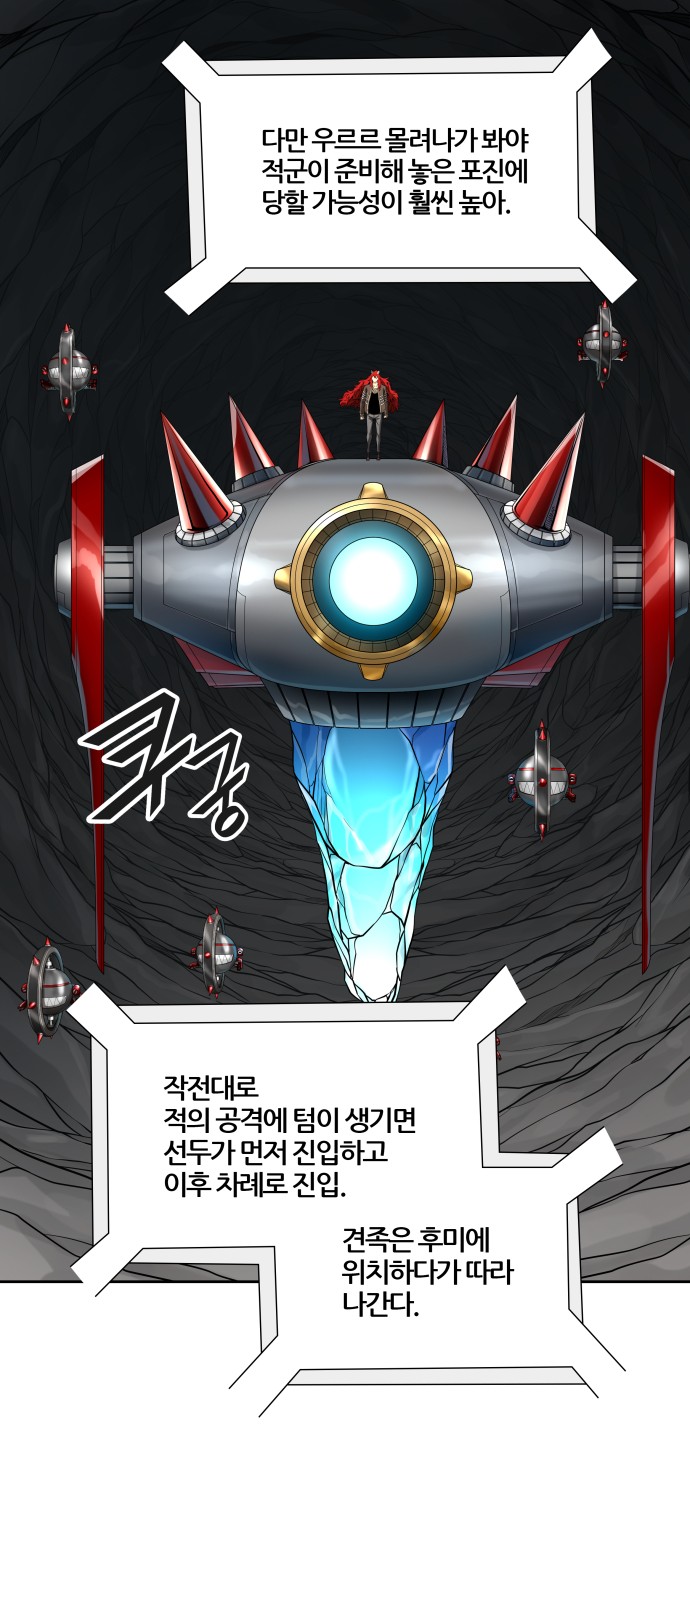 다만 우르르 몰려나가 봐야
적군이 준비해 놓은 포진에
당할 가능성이 훨씬 높아.
쿠궁
작전대로
적의 공격에 텀이 생기면
선두가 먼저 진입하고
이후 차례로 진입.
견족은 후미에
위치하다가 따라
나간다.